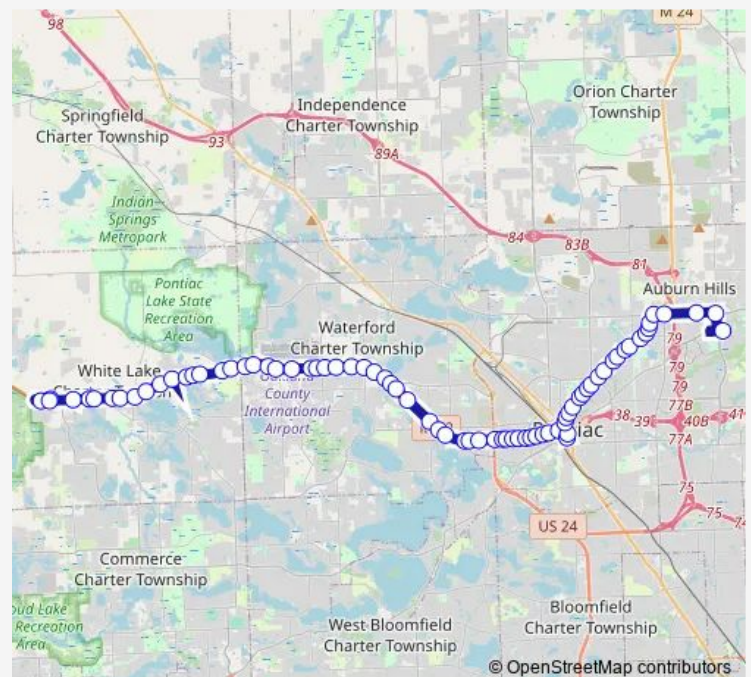 98
M 24
Springfield
Charter Township
Independence
Charter Township
Orion Charter
Township
93
89A
Indian
Springs
Metropark
84
83B
81
Pontiac
Lake State
Recreation
Area
Auburn Hills
Waterford
Charter Township
79
White Lake
79
79
County
International
Airport
77B
38
39
40B
41
77A
75
75
US 24
Commerce
Charter Township
Lake
Recreation
Area
West Bloomfield
Charter Township
Bloomfield
Charter Township
© OpenStreetMap contributors